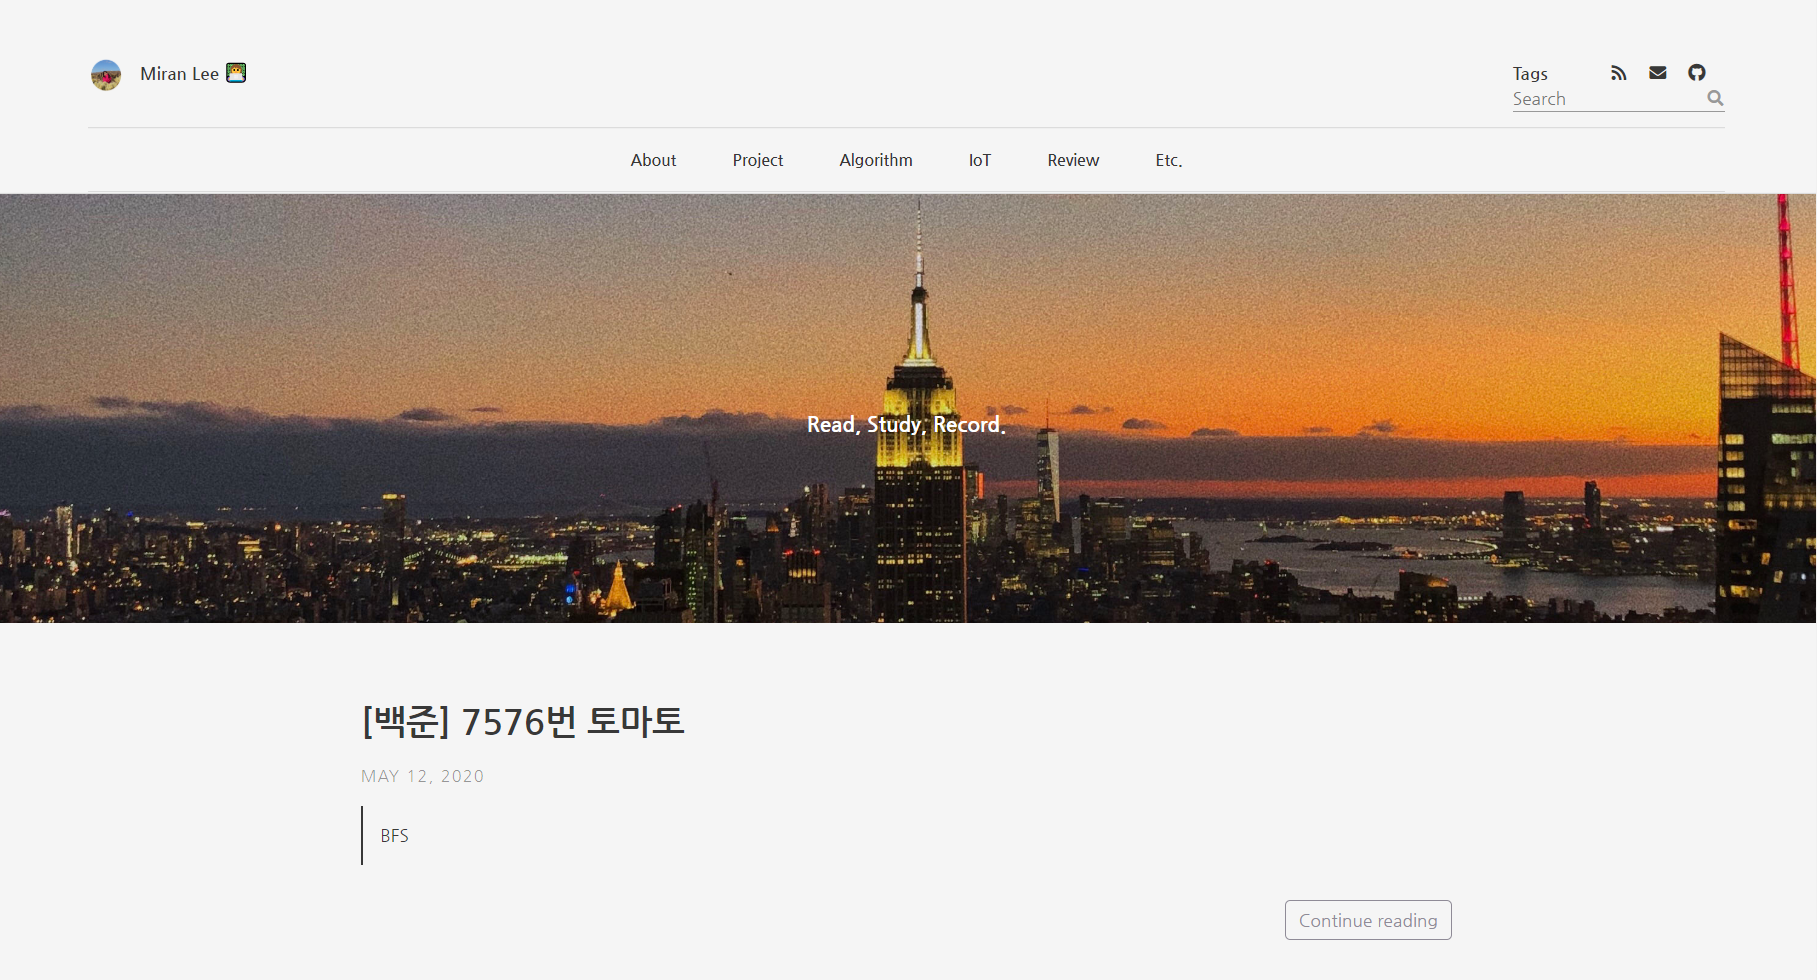 Miran Lee
Tags
Search
About Project Algorithm IoT Review Etc.
Read, Study, Record.
[백준] 7576번 토마토
MAY 12, 2020
BFS
Continue reading